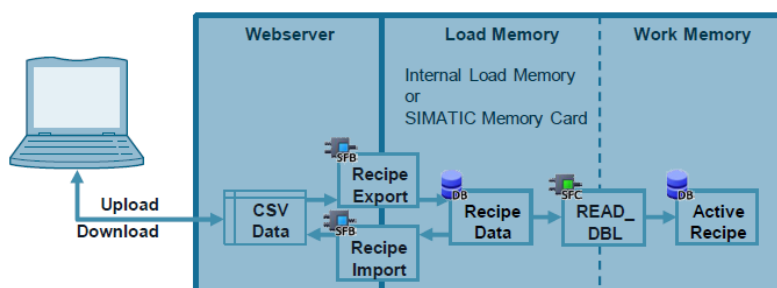 Webserver
Load Memory
Work Memory
Internal Load Memory
or
SIMATIC Memory Card
SFB
Recipe
Export
Upload
Download
CSV
Data
SFB
Recipe
Import
DB
Recipe
Data
SFC
READ_
DBL
DB
Active
Recipe